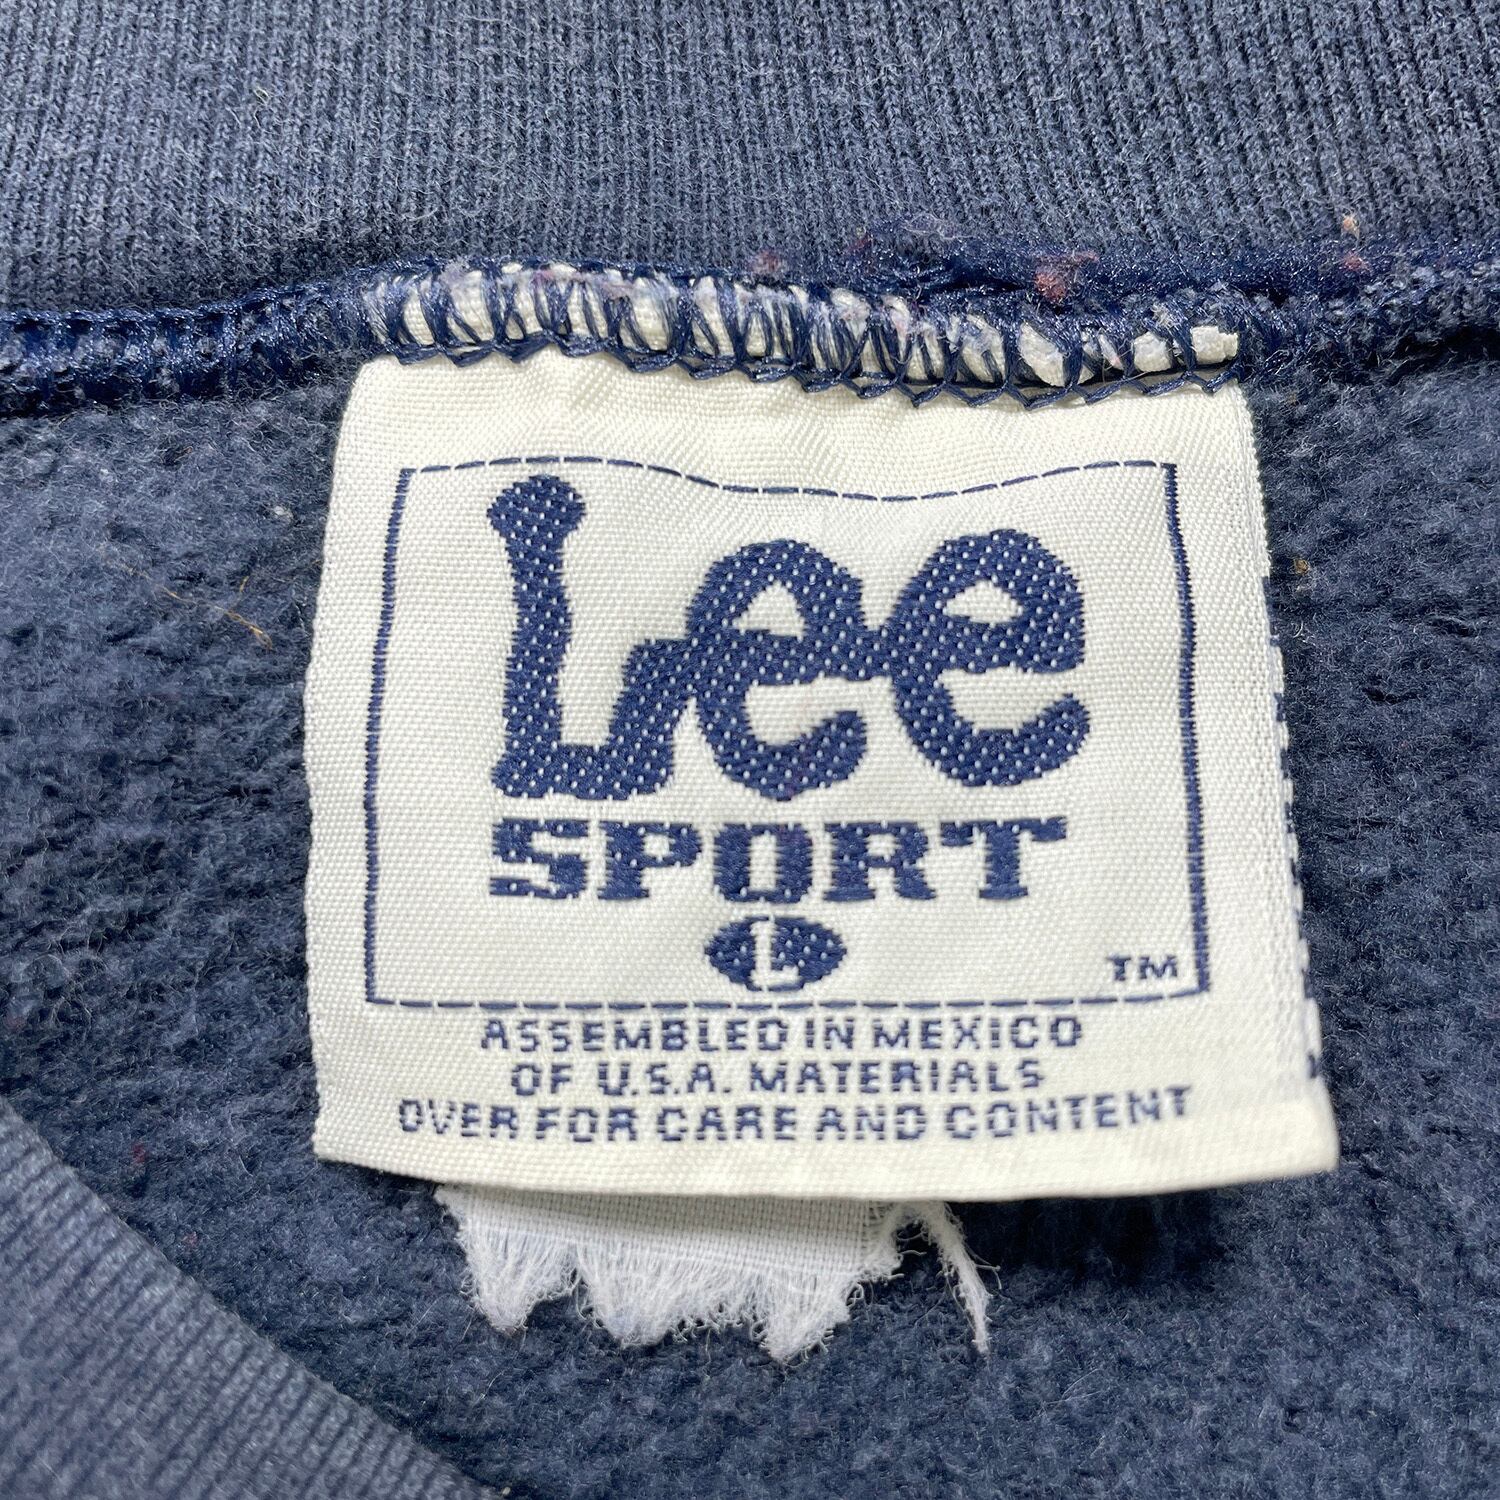 Lee
SPORT
L
TM
ASSEMBLED IN MEXICO
OF U.S.A. MATERIALS
OVER FOR CARE AND CONTENT